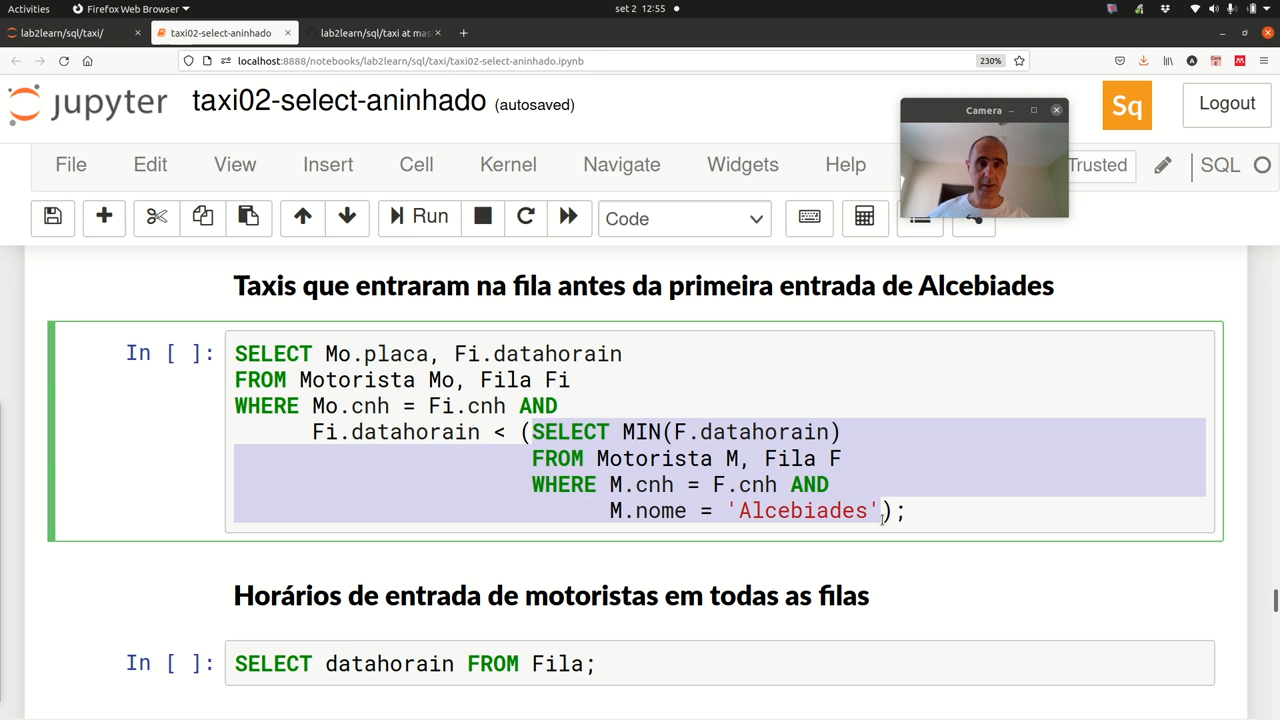 Activities
Firefox Web Browser
set 2 12:55
lab2learn/sql/taxi/
taxi02-select-aninhado
lab2learn/sql/taxi at mas
localhost:8888/notebooks/lab2learn/sql/taxi/taxi02-select-aninhado.ipynb
230%
jupyter taxi02-select-aninhado (autosaved)
Camera
Sq
Logout
File Edit View Insert Cell Kernel Navigate Widgets Help
Trusted
SQL
Run
Code
Taxis que entraram na fila antes da primeira entrada de Alcebiades
In [ ]:
SELECT Mo.placa, Fi.datahorain
FROM Motorista Mo, Fila Fi
WHERE Mo.cnh = Fi.cnh AND
Fi.datahorain < (SELECT MIN(F.datahorain)
FROM Motorista M, Fila F
WHERE M.cnh = F.cnh AND
M.nome = 'Alcebiades');
Horários de entrada de motoristas em todas as filas
In [ ]:
SELECT datahorain FROM Fila;